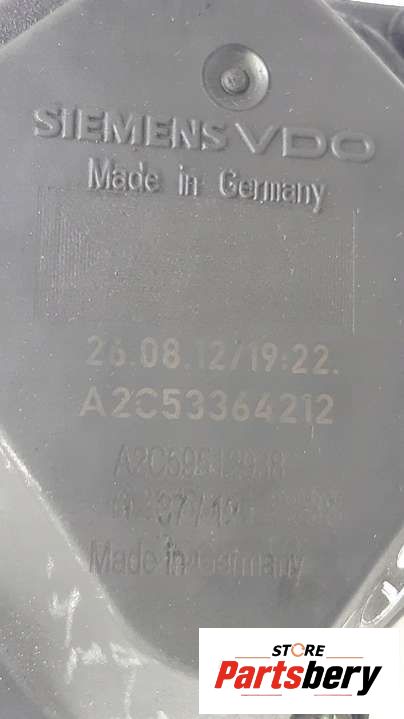 SIEMENS VDO
Made in Germany
26.08.12/19:22.
A2C53364212
Made in Germany
STORE
Partsbery